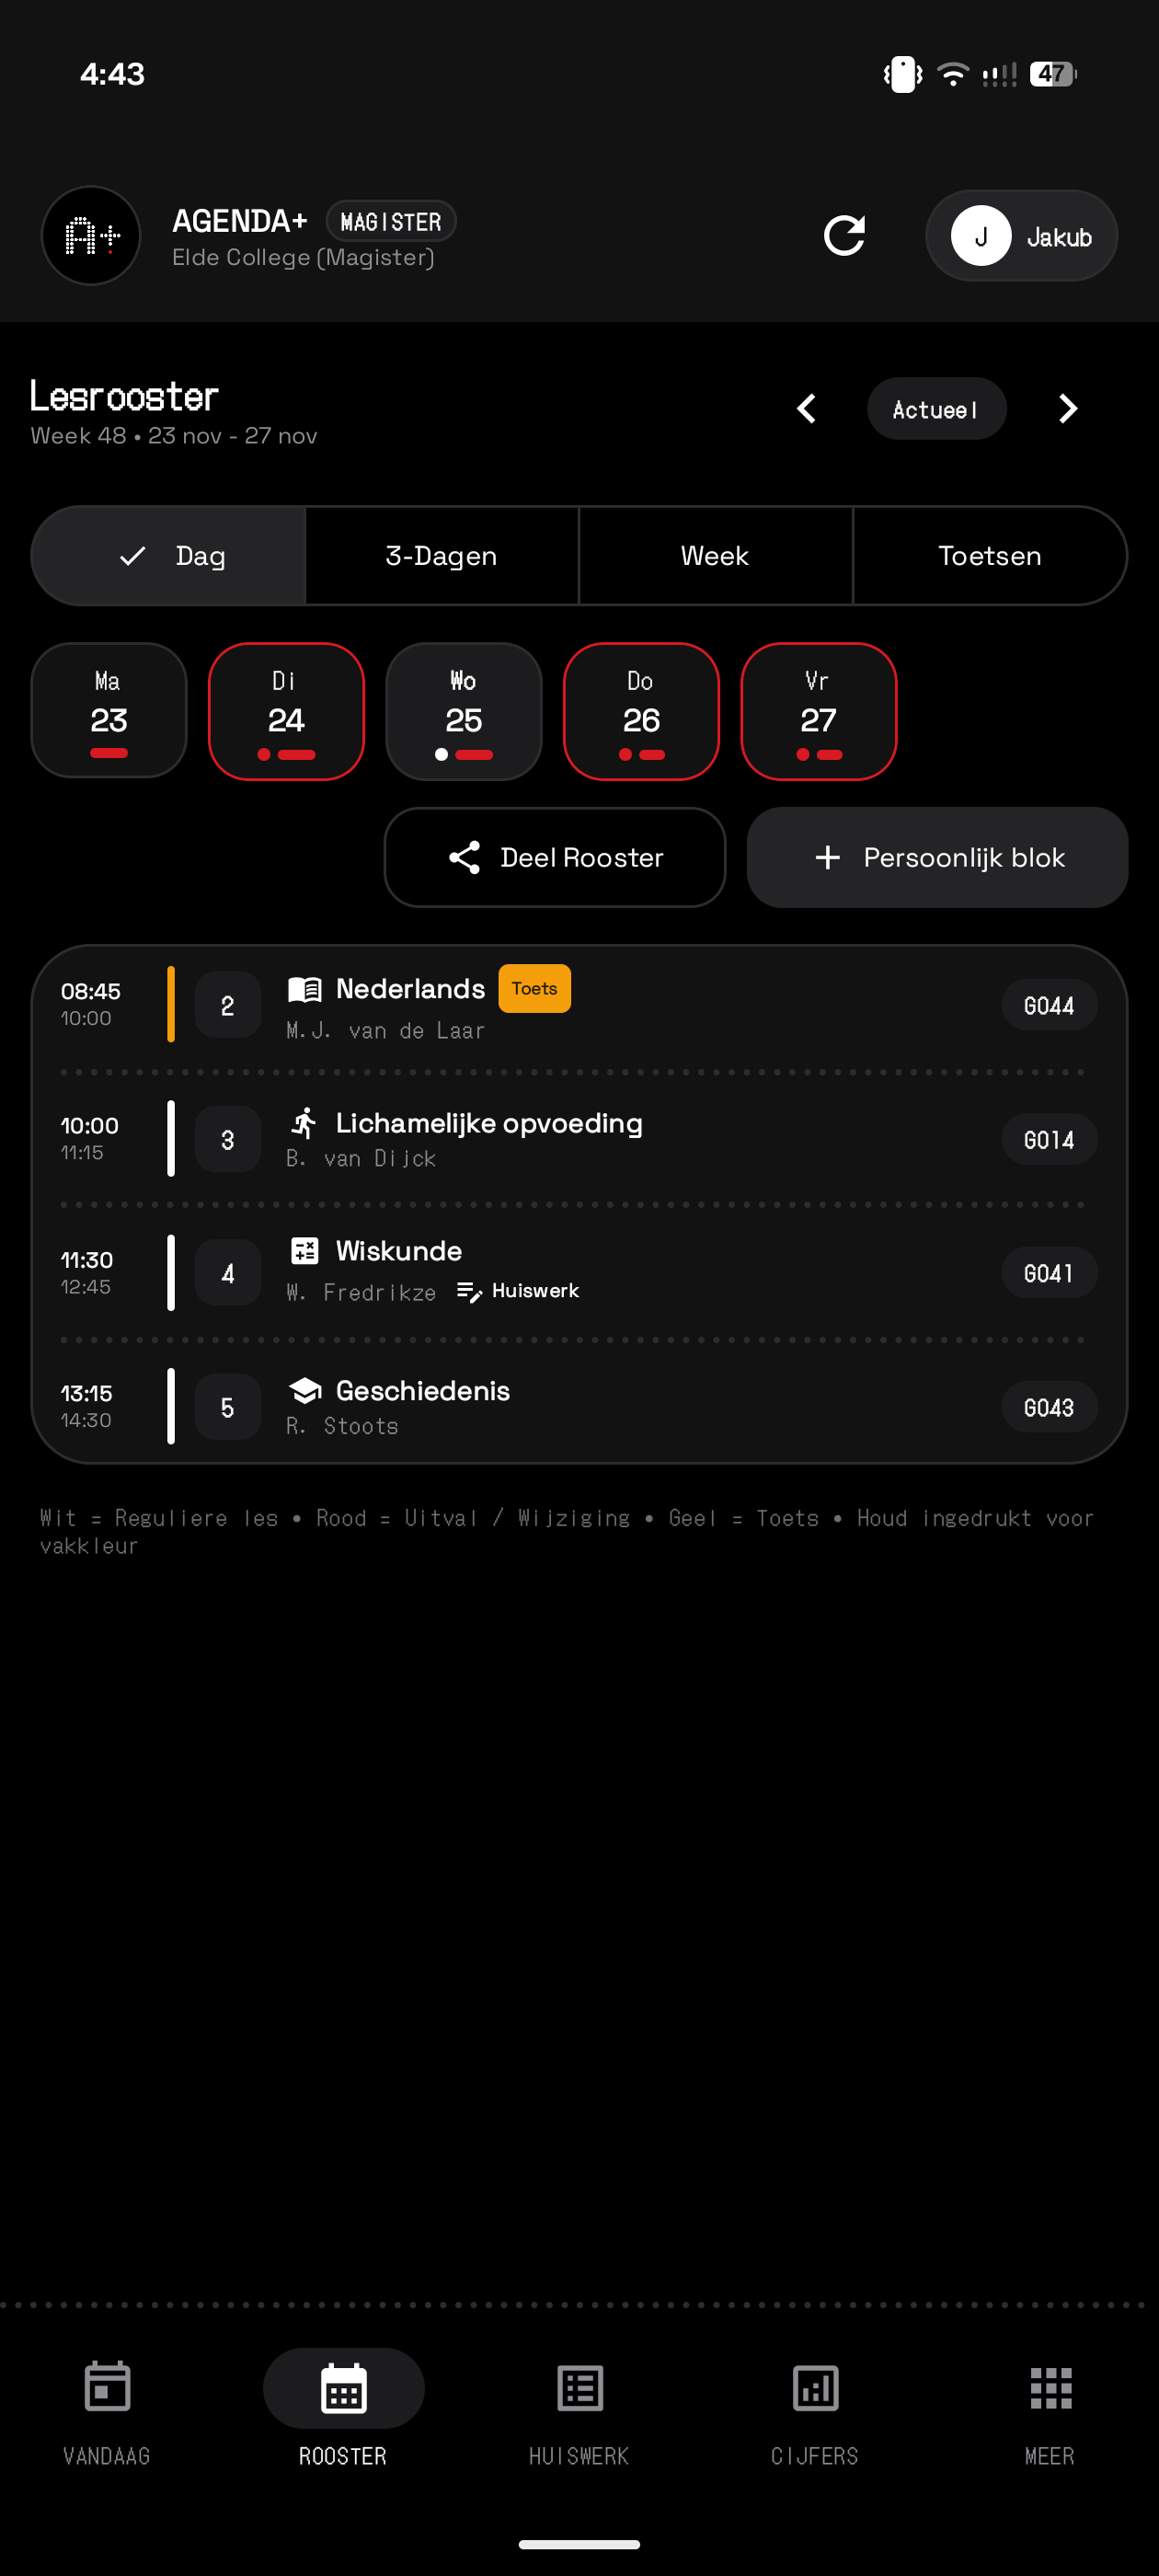 4:43
47
A+
AGENDA+ MAGISTER
Elde College (Magister)
J Jakub
Lesrooster
Week 48 • 23 nov - 27 nov
Actueel
Dag 3-Dagen Week Toetsen
Ma Di Wo Do Vr
23 24 25 26 27
Deel Rooster Persoonlijk blok
08:45 2 Nederlands Toets G044
10:00 M.J. van de Laar
10:00 3 Lichamelijke opvoeding G014
11:15 B. van Dijck
11:30 4 Wiskunde G041
12:45 W. Fredrikze Huiswerk
13:15 5 Geschiedenis G043
14:30 R. Stoots
Wit = Reguliere les • Rood = Uitval / Wijziging • Geel = Toets • Houd ingedrukt voor
vakkleur
VANDAAG ROOSTER HUISWERK CIJFERS MEER